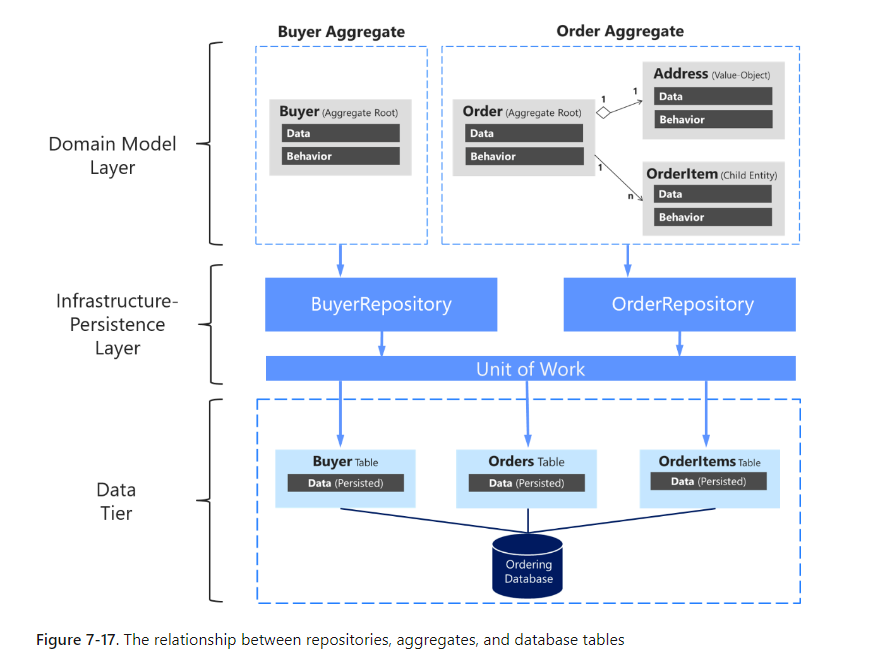 Buyer Aggregate
Order Aggregate
Domain Model
Layer
Buyer (Aggregate Root)
Data
Behavior
Order (Aggregate Root)
Data
Behavior
1
1
Address (Value-Object)
Data
Behavior
1
n
OrderItem (Child Entity)
Data
Behavior
Infrastructure-
Persistence
Layer
BuyerRepository
OrderRepository
Unit of Work
Data
Tier
Buyer Table
Data (Persisted)
Orders Table
Data (Persisted)
OrderItems Table
Data (Persisted)
Ordering
Database
Figure 7-17. The relationship between repositories, aggregates, and database tables